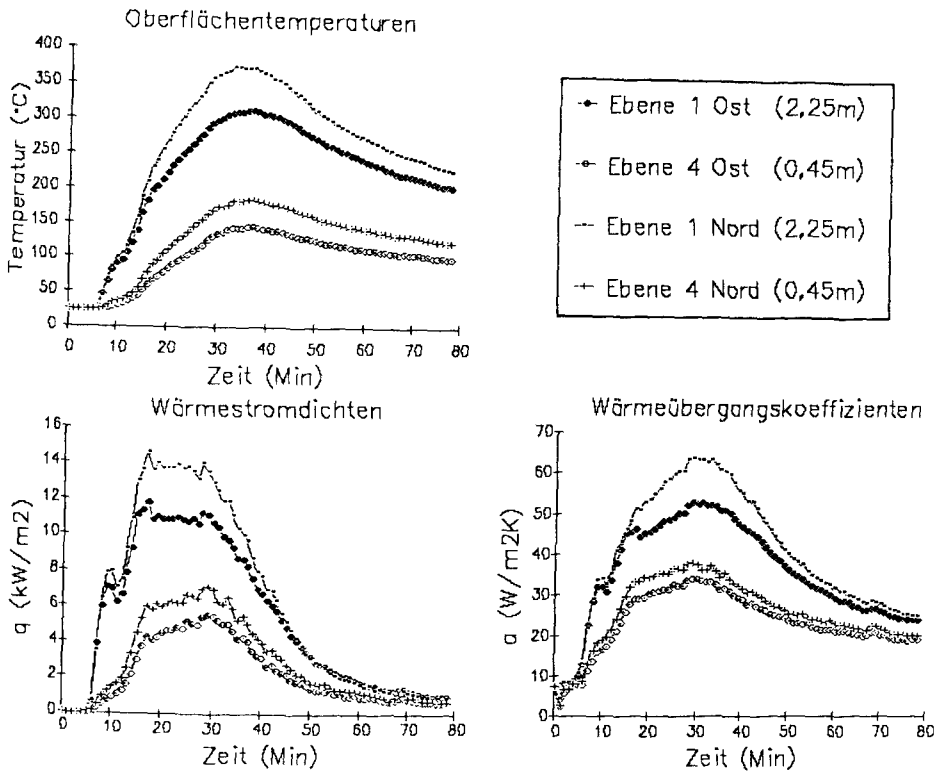 Oberflächentemperaturen
Temperatur (°C)
400
350
300
250
200
150
100
50
0
0 10 20 30 40 50 60 70 80
Zeit (Min)
Ebene 1 Ost (2,25m)
Ebene 4 Ost (0,45m)
Ebene 1 Nord (2,25m)
Ebene 4 Nord (0,45m)
Wärmestromdichten
q (kW/m2)
16
14
12
10
8
6
4
2
0
0 10 20 30 40 50 60 70 80
Zeit (Min)
Wärmeübergangskoeffizienten
a (W/m2K)
70
60
50
40
30
20
10
0
0 10 20 30 40 50 60 70 80
Zeit (Min)